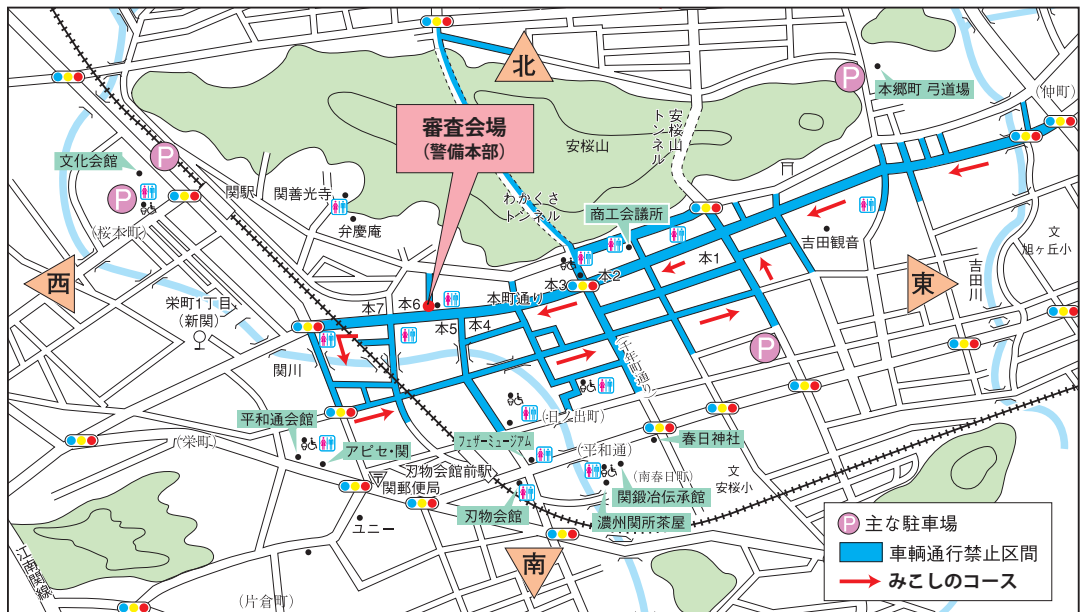 北
本郷町 弓道場
(仲町)
審査会場
(警備本部)
安桜山
安桜山
トンネル
文化会館
関駅
関善光寺
弁慶庵
わかくさ
トンネル
商工会議所
(桜本町)
吉田観音
文
旭ヶ丘小
西
東
吉田川
栄町1丁目
(新関)
本7
本6
本5
本4
本町通り
本3
本2
本1
関川
(千年町通り)
平和通会館
アピセ・関
(栄町)
(日ノ出町)
フェザーミュージアム
(平和通)
春日神社
刃物会館前駅
関郵便局
(南春日町)
文
安桜小
関鍛冶伝承館
刃物会館
濃州関所茶屋
ユニー
南
江南関線
(片倉町)
P
P
P
P
P 主な駐車場
車輌通行禁止区間
みこしのコース